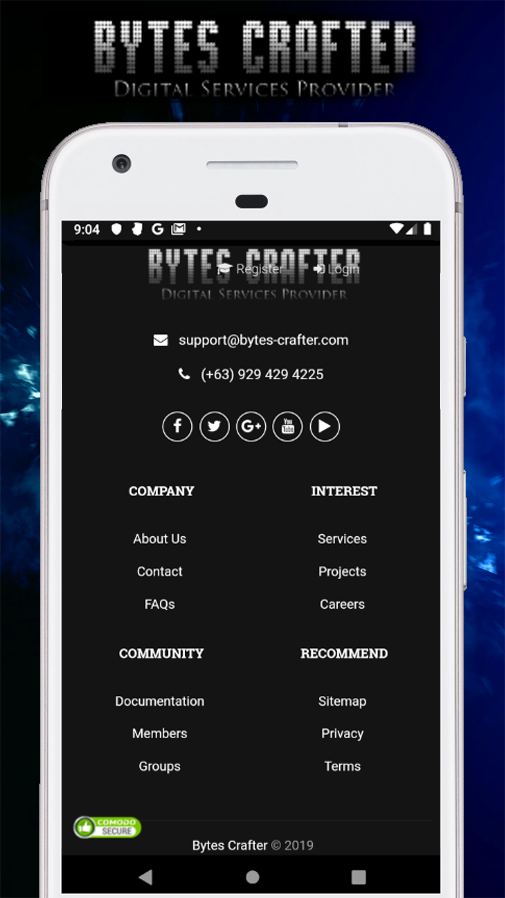 BYTES CRAFTER
DIGITAL SERVICES PROVIDER
9:04
BYTES CRAFTER
Register Login
DIGITAL SERVICES PROVIDER
support@bytes-crafter.com
(+63) 929 429 4225
f G+ You Tube
COMPANY INTEREST
About Us Services
Contact Projects
FAQs Careers
COMMUNITY RECOMMEND
Documentation Sitemap
Members Privacy
Groups Terms
COMODO
SECURE
Bytes Crafter © 2019